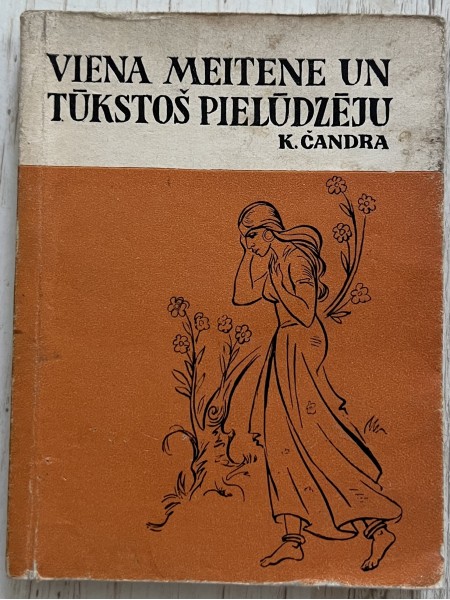 VIENA MEITENE UN
TŪKSTOŠ PIELŪDZĒJU
K. ČANDRA